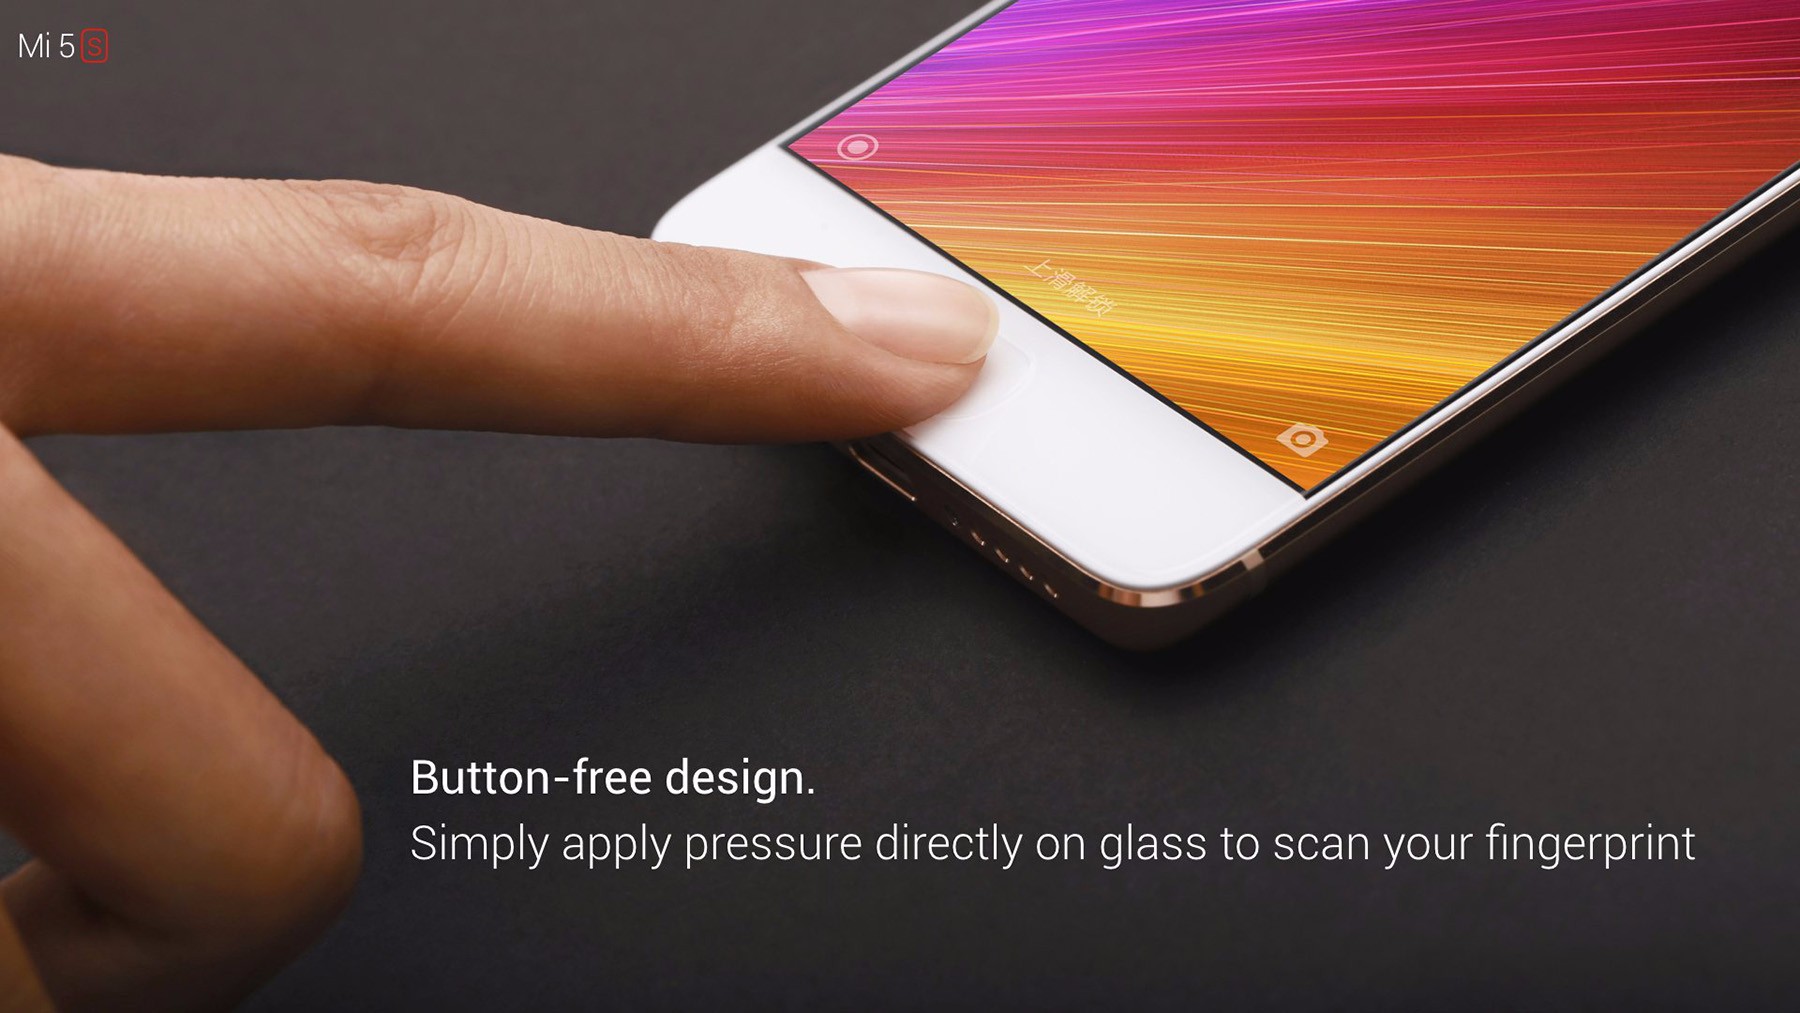 Mi 5S
上滑解锁
Button-free design.
Simply apply pressure directly on glass to scan your fingerprint